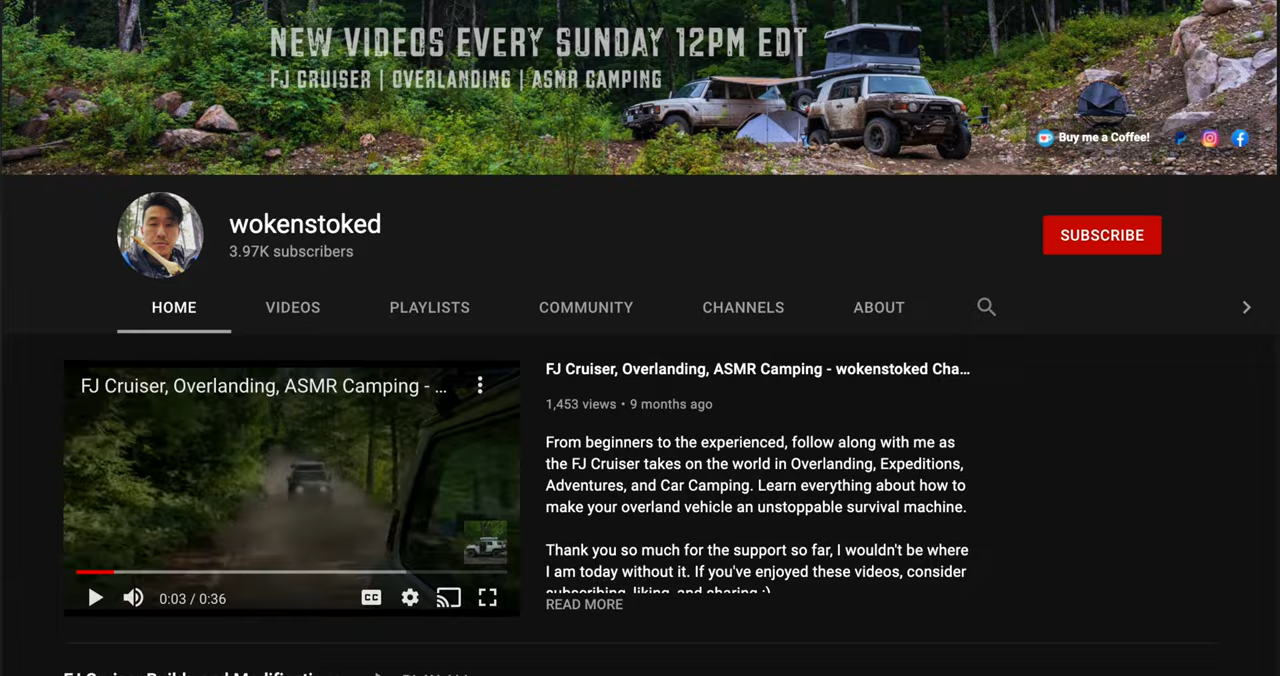 NEW VIDEOS EVERY SUNDAY 12PM EDT
FJ CRUISER | OVERLANDING | ASMR CAMPING
Buy me a Coffee!
wokenstoked
3.97K subscribers
SUBSCRIBE
HOME VIDEOS PLAYLISTS COMMUNITY CHANNELS ABOUT
FJ Cruiser, Overlanding, ASMR Camping - ...
0:03 / 0:36
CC
FJ Cruiser, Overlanding, ASMR Camping - wokenstoked Cha...
1,453 views • 9 months ago
From beginners to the experienced, follow along with me as
the FJ Cruiser takes on the world in Overlanding, Expeditions,
Adventures, and Car Camping. Learn everything about how to
make your overland vehicle an unstoppable survival machine.
Thank you so much for the support so far, I wouldn't be where
I am today without it. If you've enjoyed these videos, consider
subscribing, liking, and sharing :)
READ MORE